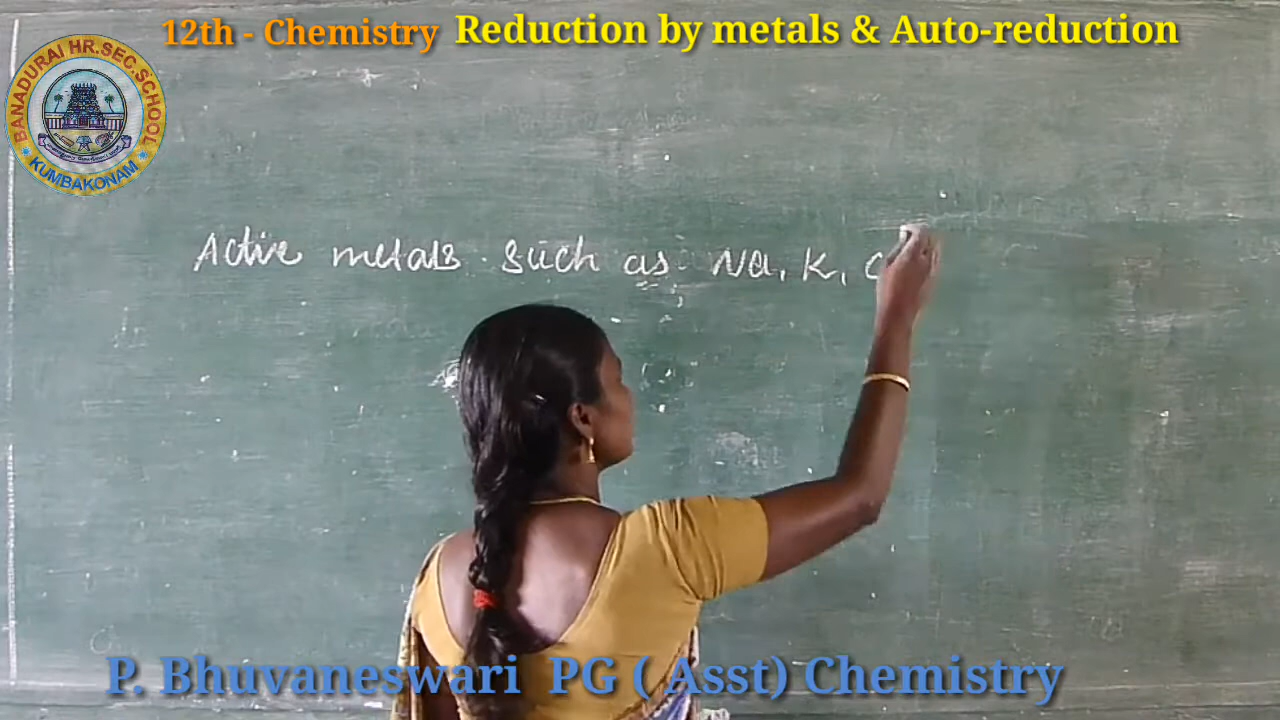 12th - Chemistry Reduction by metals & Auto-reduction
BANADURAI HR.SEC.SCHOOL
KUMBAKONAM
Active metals such as Na, K, C
P. Bhuvaneswari PG ( Asst) Chemistry